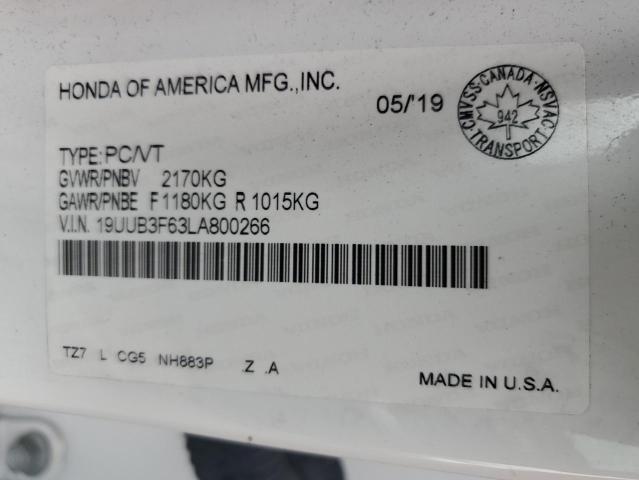 HONDA OF AMERICA MFG.,INC.
05/'19
CMVSS·CANADA·NSVAC
942
·TRANSPORT·
TYPE: PC/VT
GVWR/PNBV 2170KG
GAWR/PNBE F 1180KG R 1015KG
V.I.N. 19UUB3F63LA800266
TZ7 L CG5 NH883P Z .A
MADE IN U.S.A.